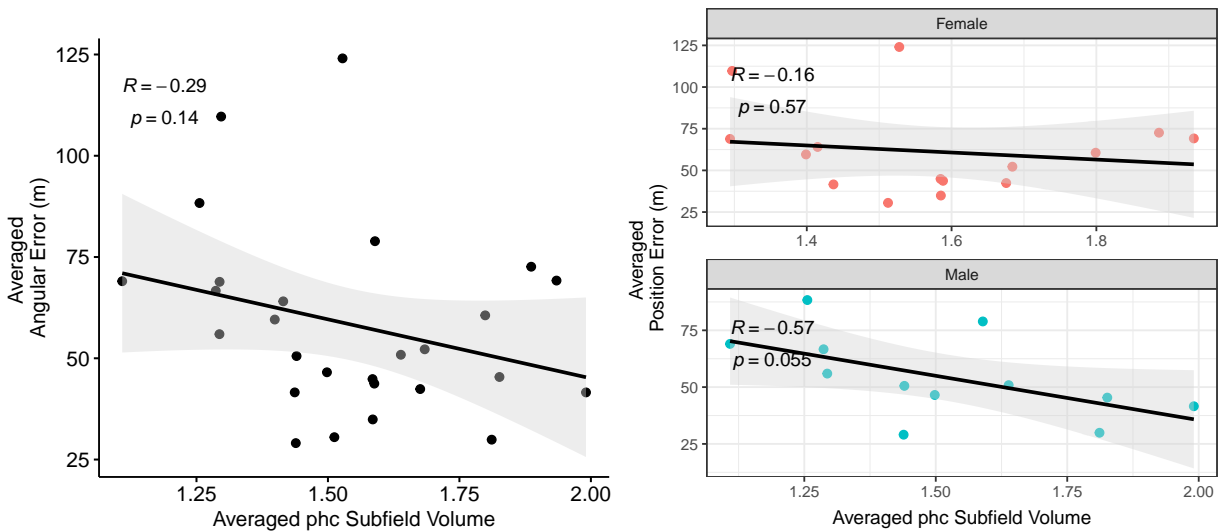 125
100
75
50
25
R = −0.29
p = 0.14
Averaged
Angular Error (m)
1.25
1.50
1.75
2.00
Averaged phc Subfield Volume
Female
125
100
75
50
25
R = −0.16
p = 0.57
1.4
1.6
1.8
Averaged
Position Error (m)
Male
75
50
25
R = −0.57
p = 0.055
1.25
1.50
1.75
2.00
Averaged phc Subfield Volume